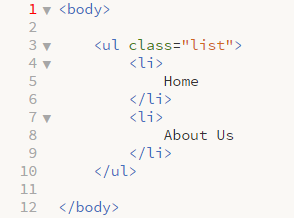 1 <body>
2
3 <ul class="list">
4 <li>
5 Home
6 </li>
7 <li>
8 About Us
9 </li>
10 </ul>
11
12 </body>